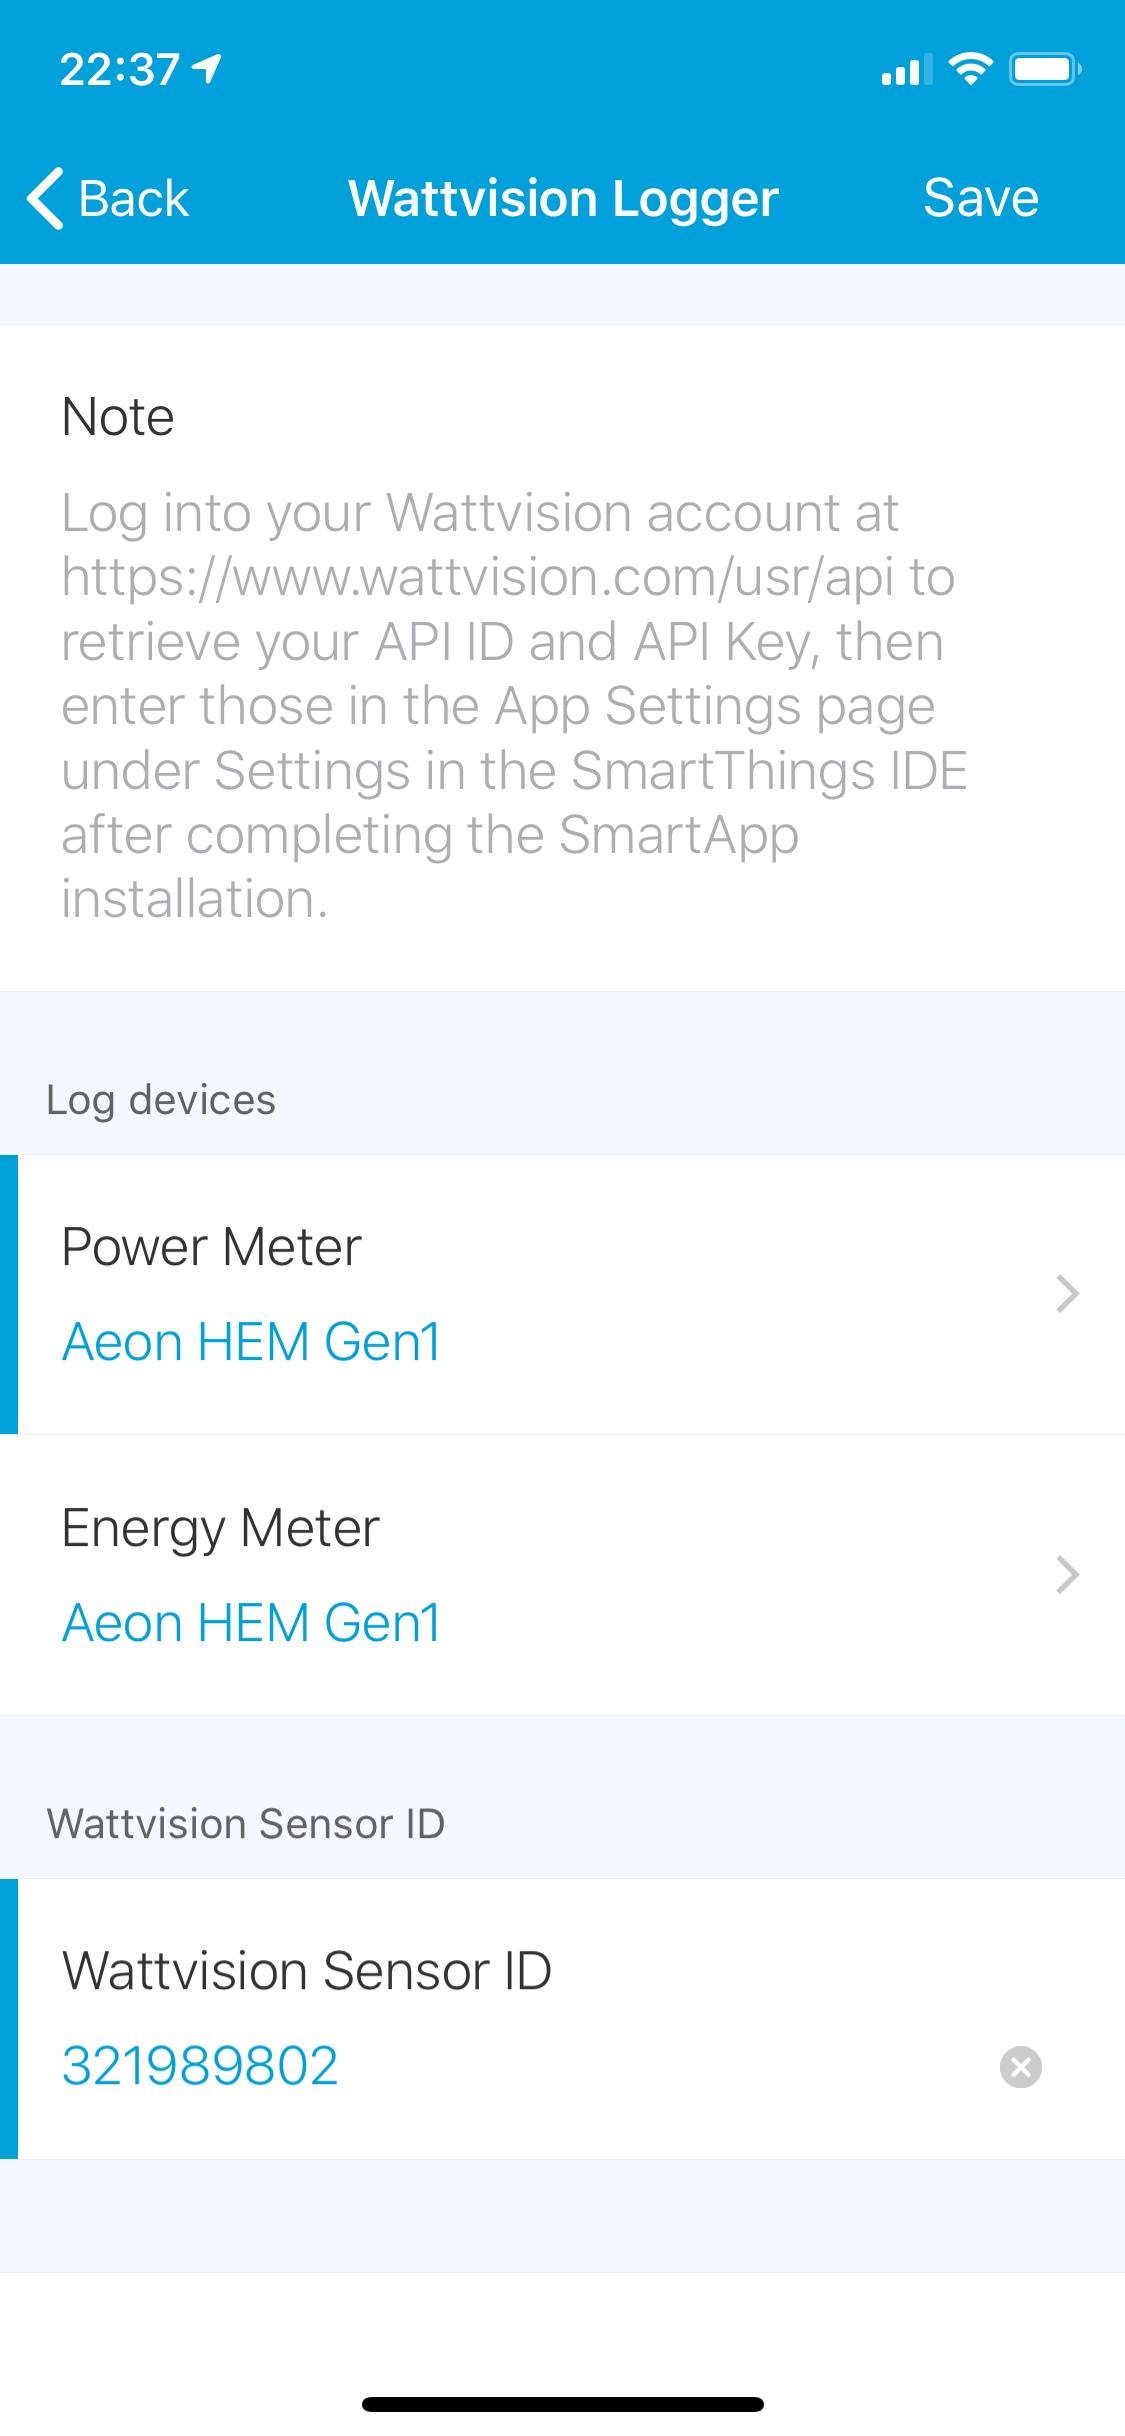 22:37
Back
Wattvision Logger
Save
Note
Log into your Wattvision account at
https://www.wattvision.com/usr/api to
retrieve your API ID and API Key, then
enter those in the App Settings page
under Settings in the SmartThings IDE
after completing the SmartApp
installation.
Log devices
Power Meter
Aeon HEM Gen1
Energy Meter
Aeon HEM Gen1
Wattvision Sensor ID
Wattvision Sensor ID
321989802